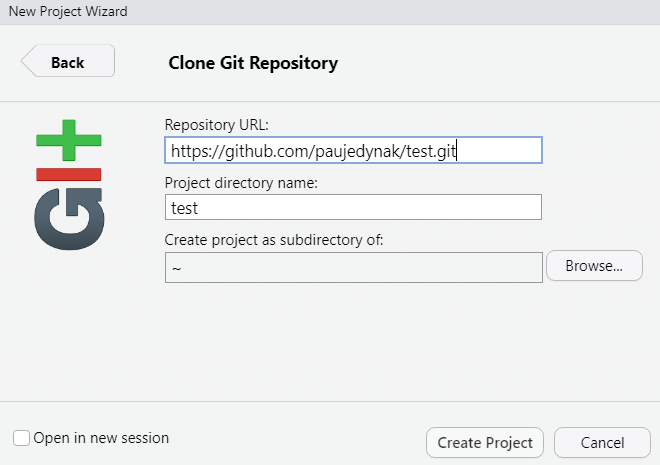 New Project Wizard
Back
Clone Git Repository
git
Repository URL:
https://github.com/paujedynak/test.git
Project directory name:
test
Create project as subdirectory of:
~
Browse...
Open in new session
Create Project
Cancel